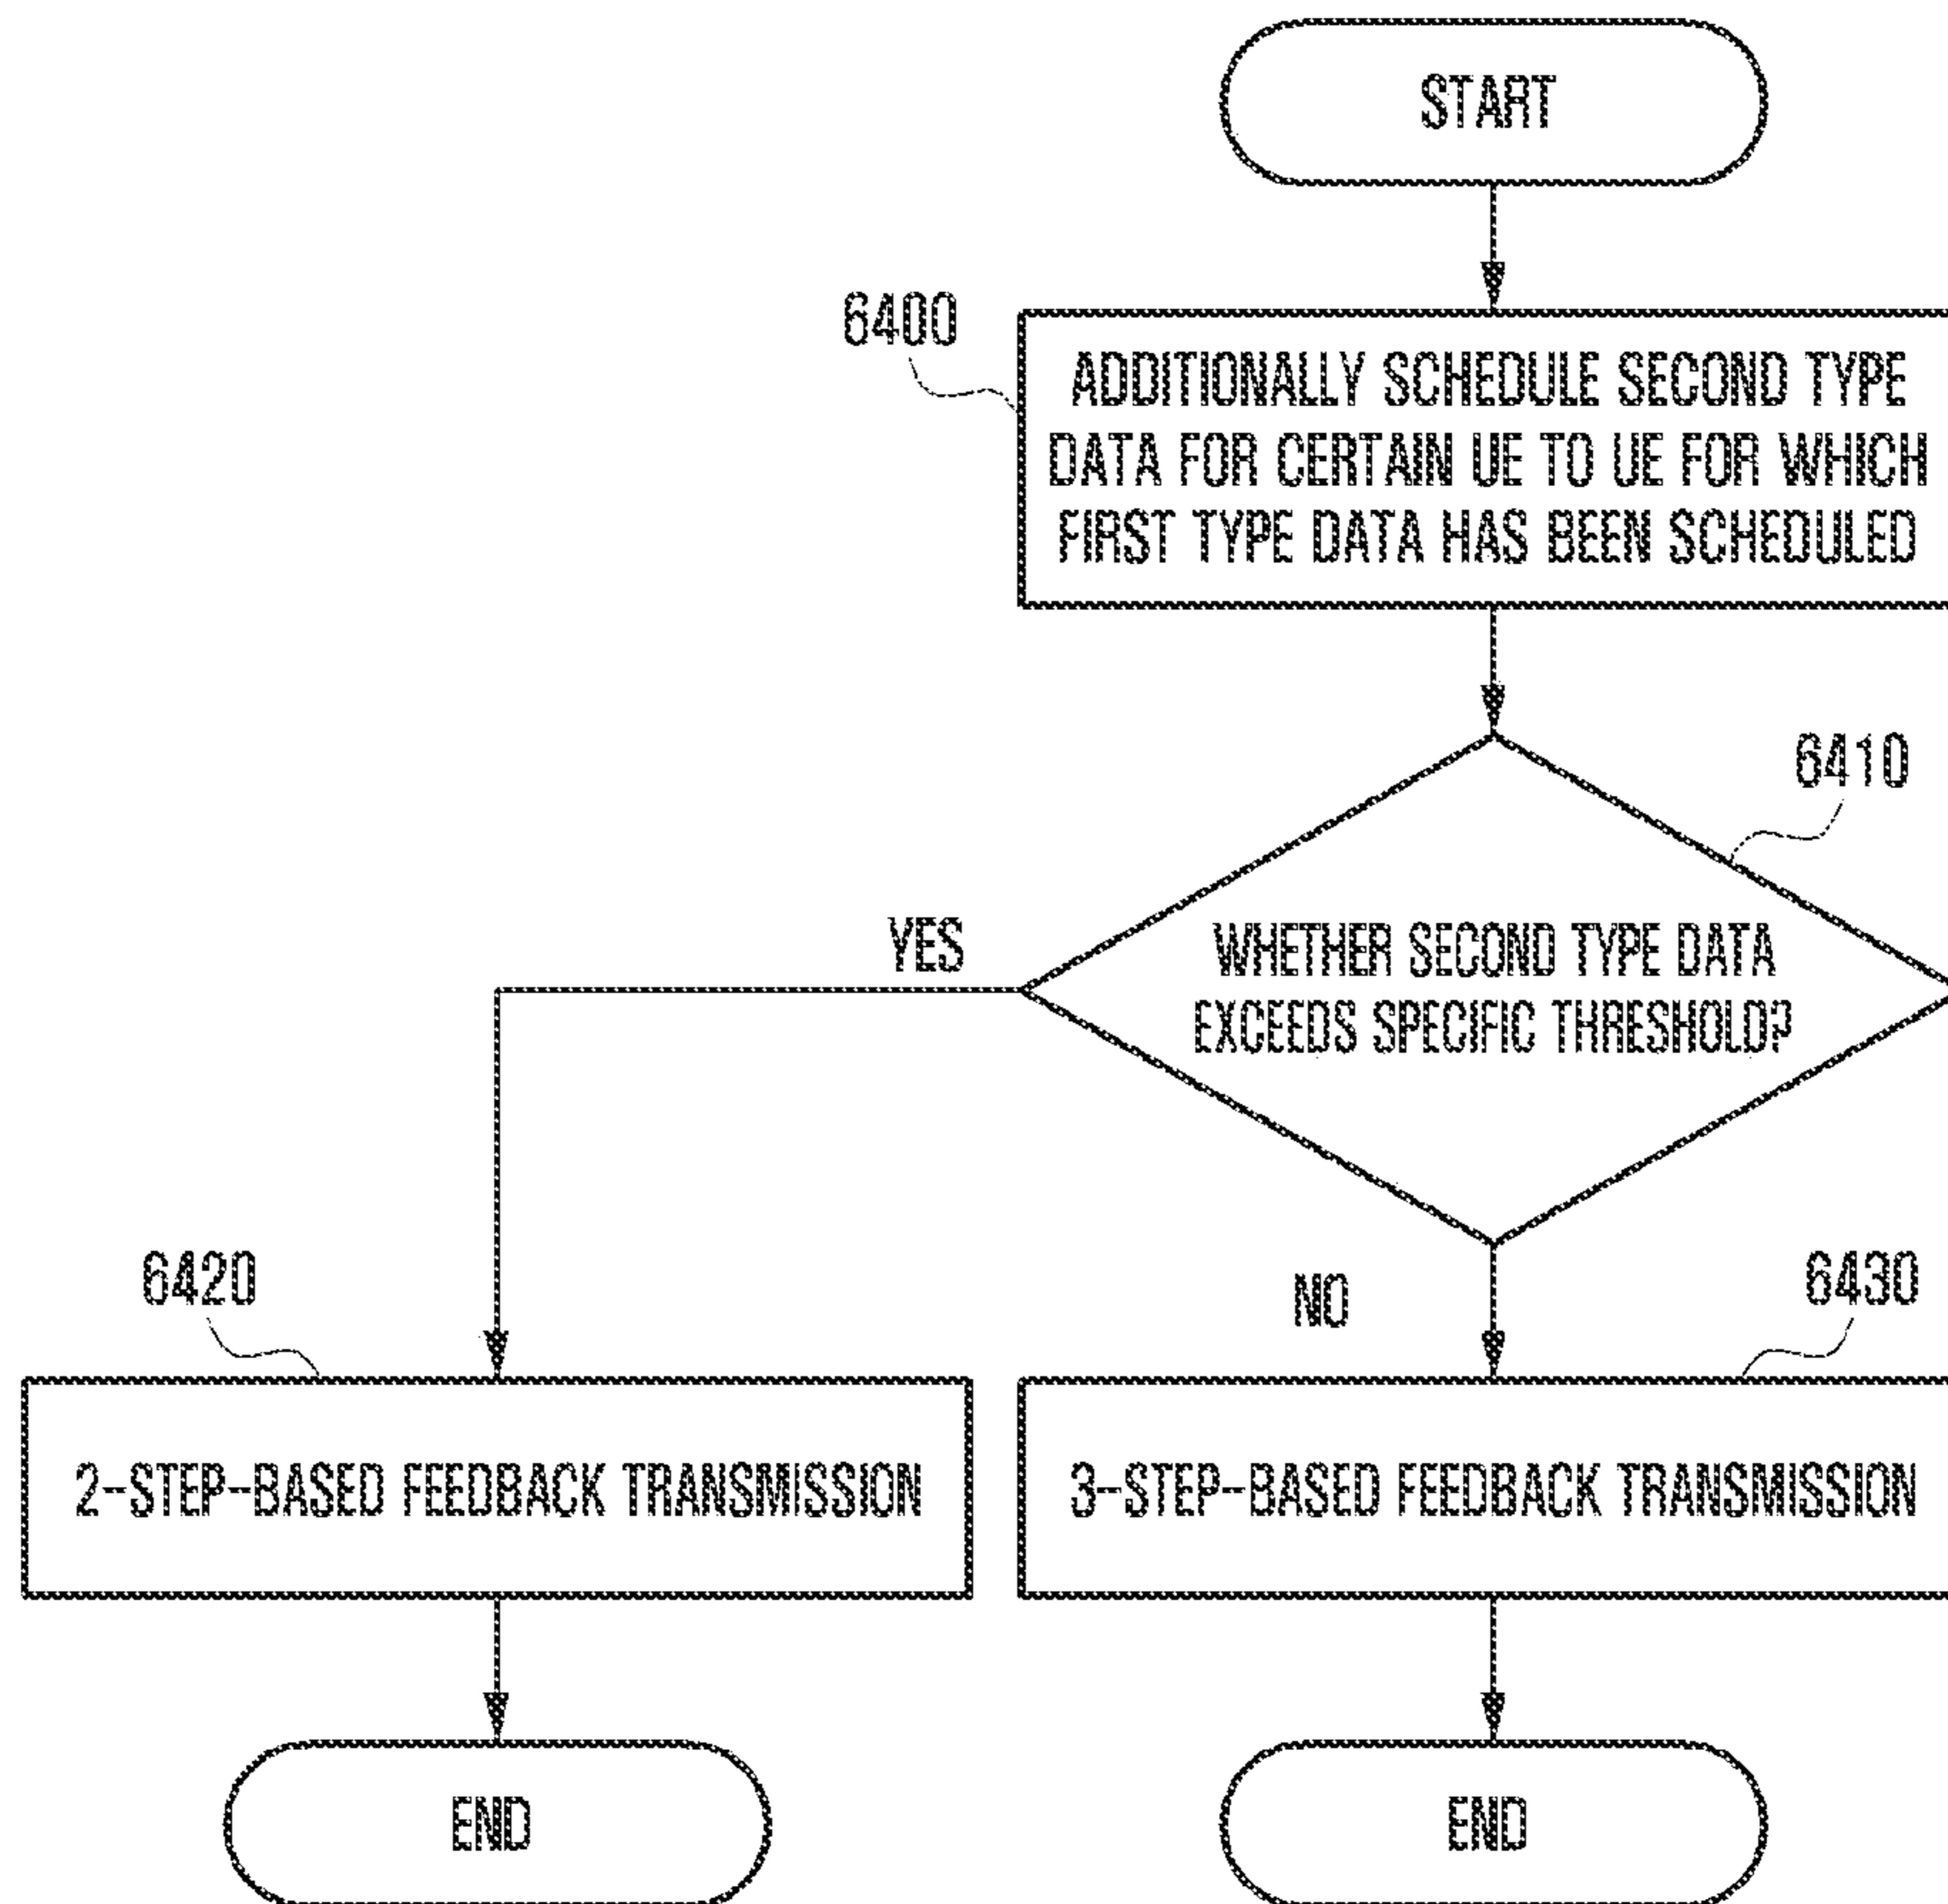 START
6400
ADDITIONALLY SCHEDULE SECOND TYPE
DATA FOR CERTAIN UE TO UE FOR WHICH
FIRST TYPE DATA HAS BEEN SCHEDULED
6410
YES
WHETHER SECOND TYPE DATA
EXCEEDS SPECIFIC THRESHOLD?
NO
6420
6430
2-STEP-BASED FEEDBACK TRANSMISSION
3-STEP-BASED FEEDBACK TRANSMISSION
END
END